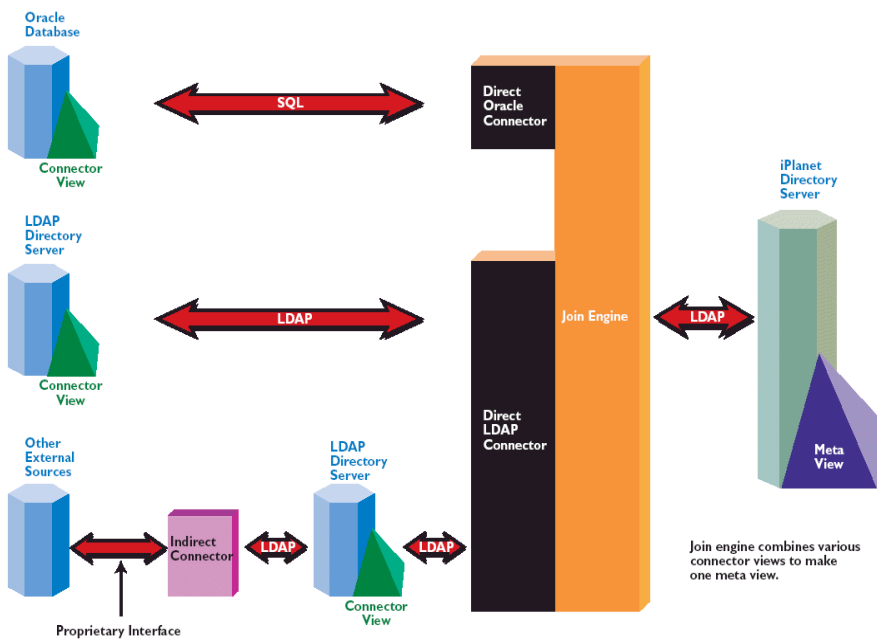 Oracle
Database
SQL
Direct
Oracle
Connector
Connector
View
iPlanet
Directory
Server
LDAP
Directory
Server
LDAP
Join Engine
LDAP
Connector
View
Direct
LDAP
Connector
Meta
View
Other
External
Sources
LDAP
Directory
Server
Indirect
Connector
LDAP
LDAP
Connector
View
Proprietary Interface
Join engine combines various
connector views to make
one meta view.